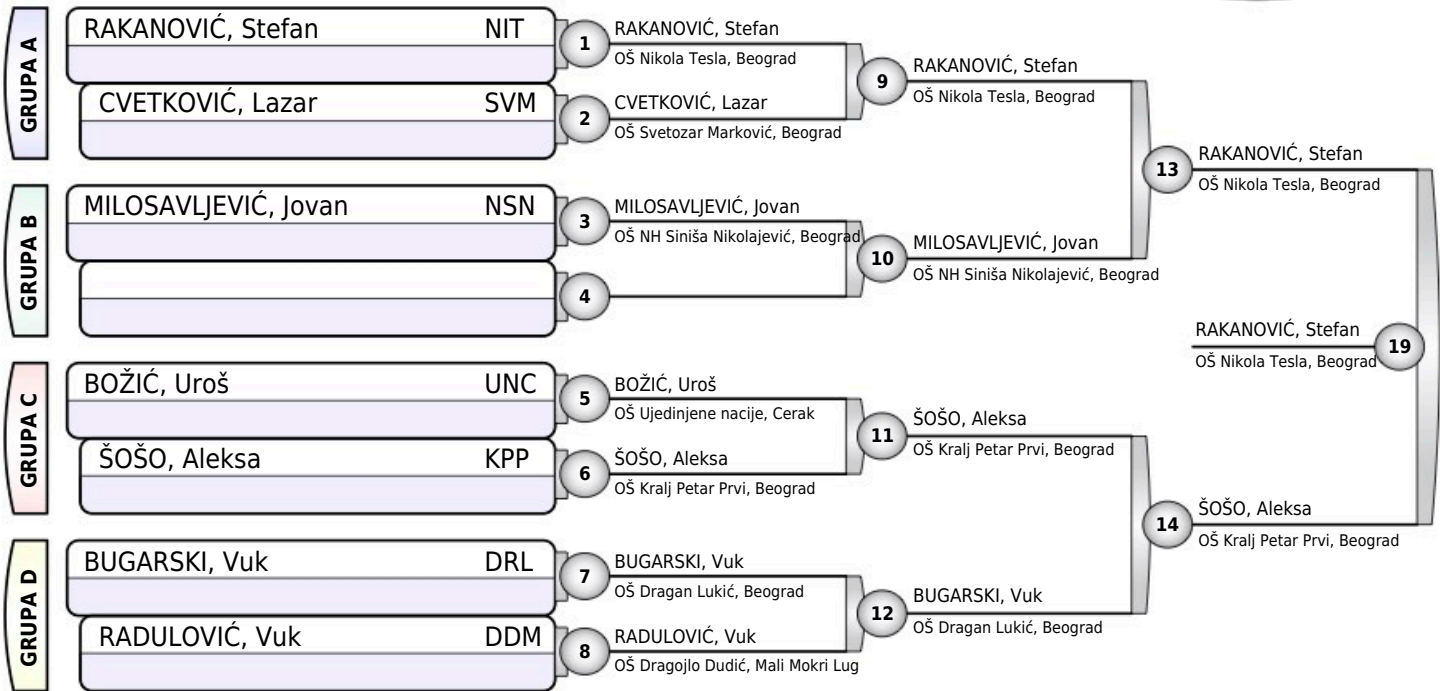 GRUPA A
RAKANOVIĆ, Stefan NIT
CVETKOVIĆ, Lazar SVM
GRUPA B
MILOSAVLJEVIĆ, Jovan NSN
GRUPA C
BOŽIĆ, Uroš UNC
ŠOŠO, Aleksa KPP
GRUPA D
BUGARSKI, Vuk DRL
RADULOVIĆ, Vuk DDM
1
RAKANOVIĆ, Stefan
OŠ Nikola Tesla, Beograd
2
CVETKOVIĆ, Lazar
OŠ Svetozar Marković, Beograd
3
MILOSAVLJEVIĆ, Jovan
OŠ NH Siniša Nikolajević, Beograd
4
5
BOŽIĆ, Uroš
OŠ Ujedinjene nacije, Cerak
6
ŠOŠO, Aleksa
OŠ Kralj Petar Prvi, Beograd
7
BUGARSKI, Vuk
OŠ Dragan Lukić, Beograd
8
RADULOVIĆ, Vuk
OŠ Dragojlo Dudić, Mali Mokri Lug
9
RAKANOVIĆ, Stefan
OŠ Nikola Tesla, Beograd
10
MILOSAVLJEVIĆ, Jovan
OŠ NH Siniša Nikolajević, Beograd
11
ŠOŠO, Aleksa
OŠ Kralj Petar Prvi, Beograd
12
BUGARSKI, Vuk
OŠ Dragan Lukić, Beograd
13
RAKANOVIĆ, Stefan
OŠ Nikola Tesla, Beograd
14
ŠOŠO, Aleksa
OŠ Kralj Petar Prvi, Beograd
RAKANOVIĆ, Stefan
OŠ Nikola Tesla, Beograd
19